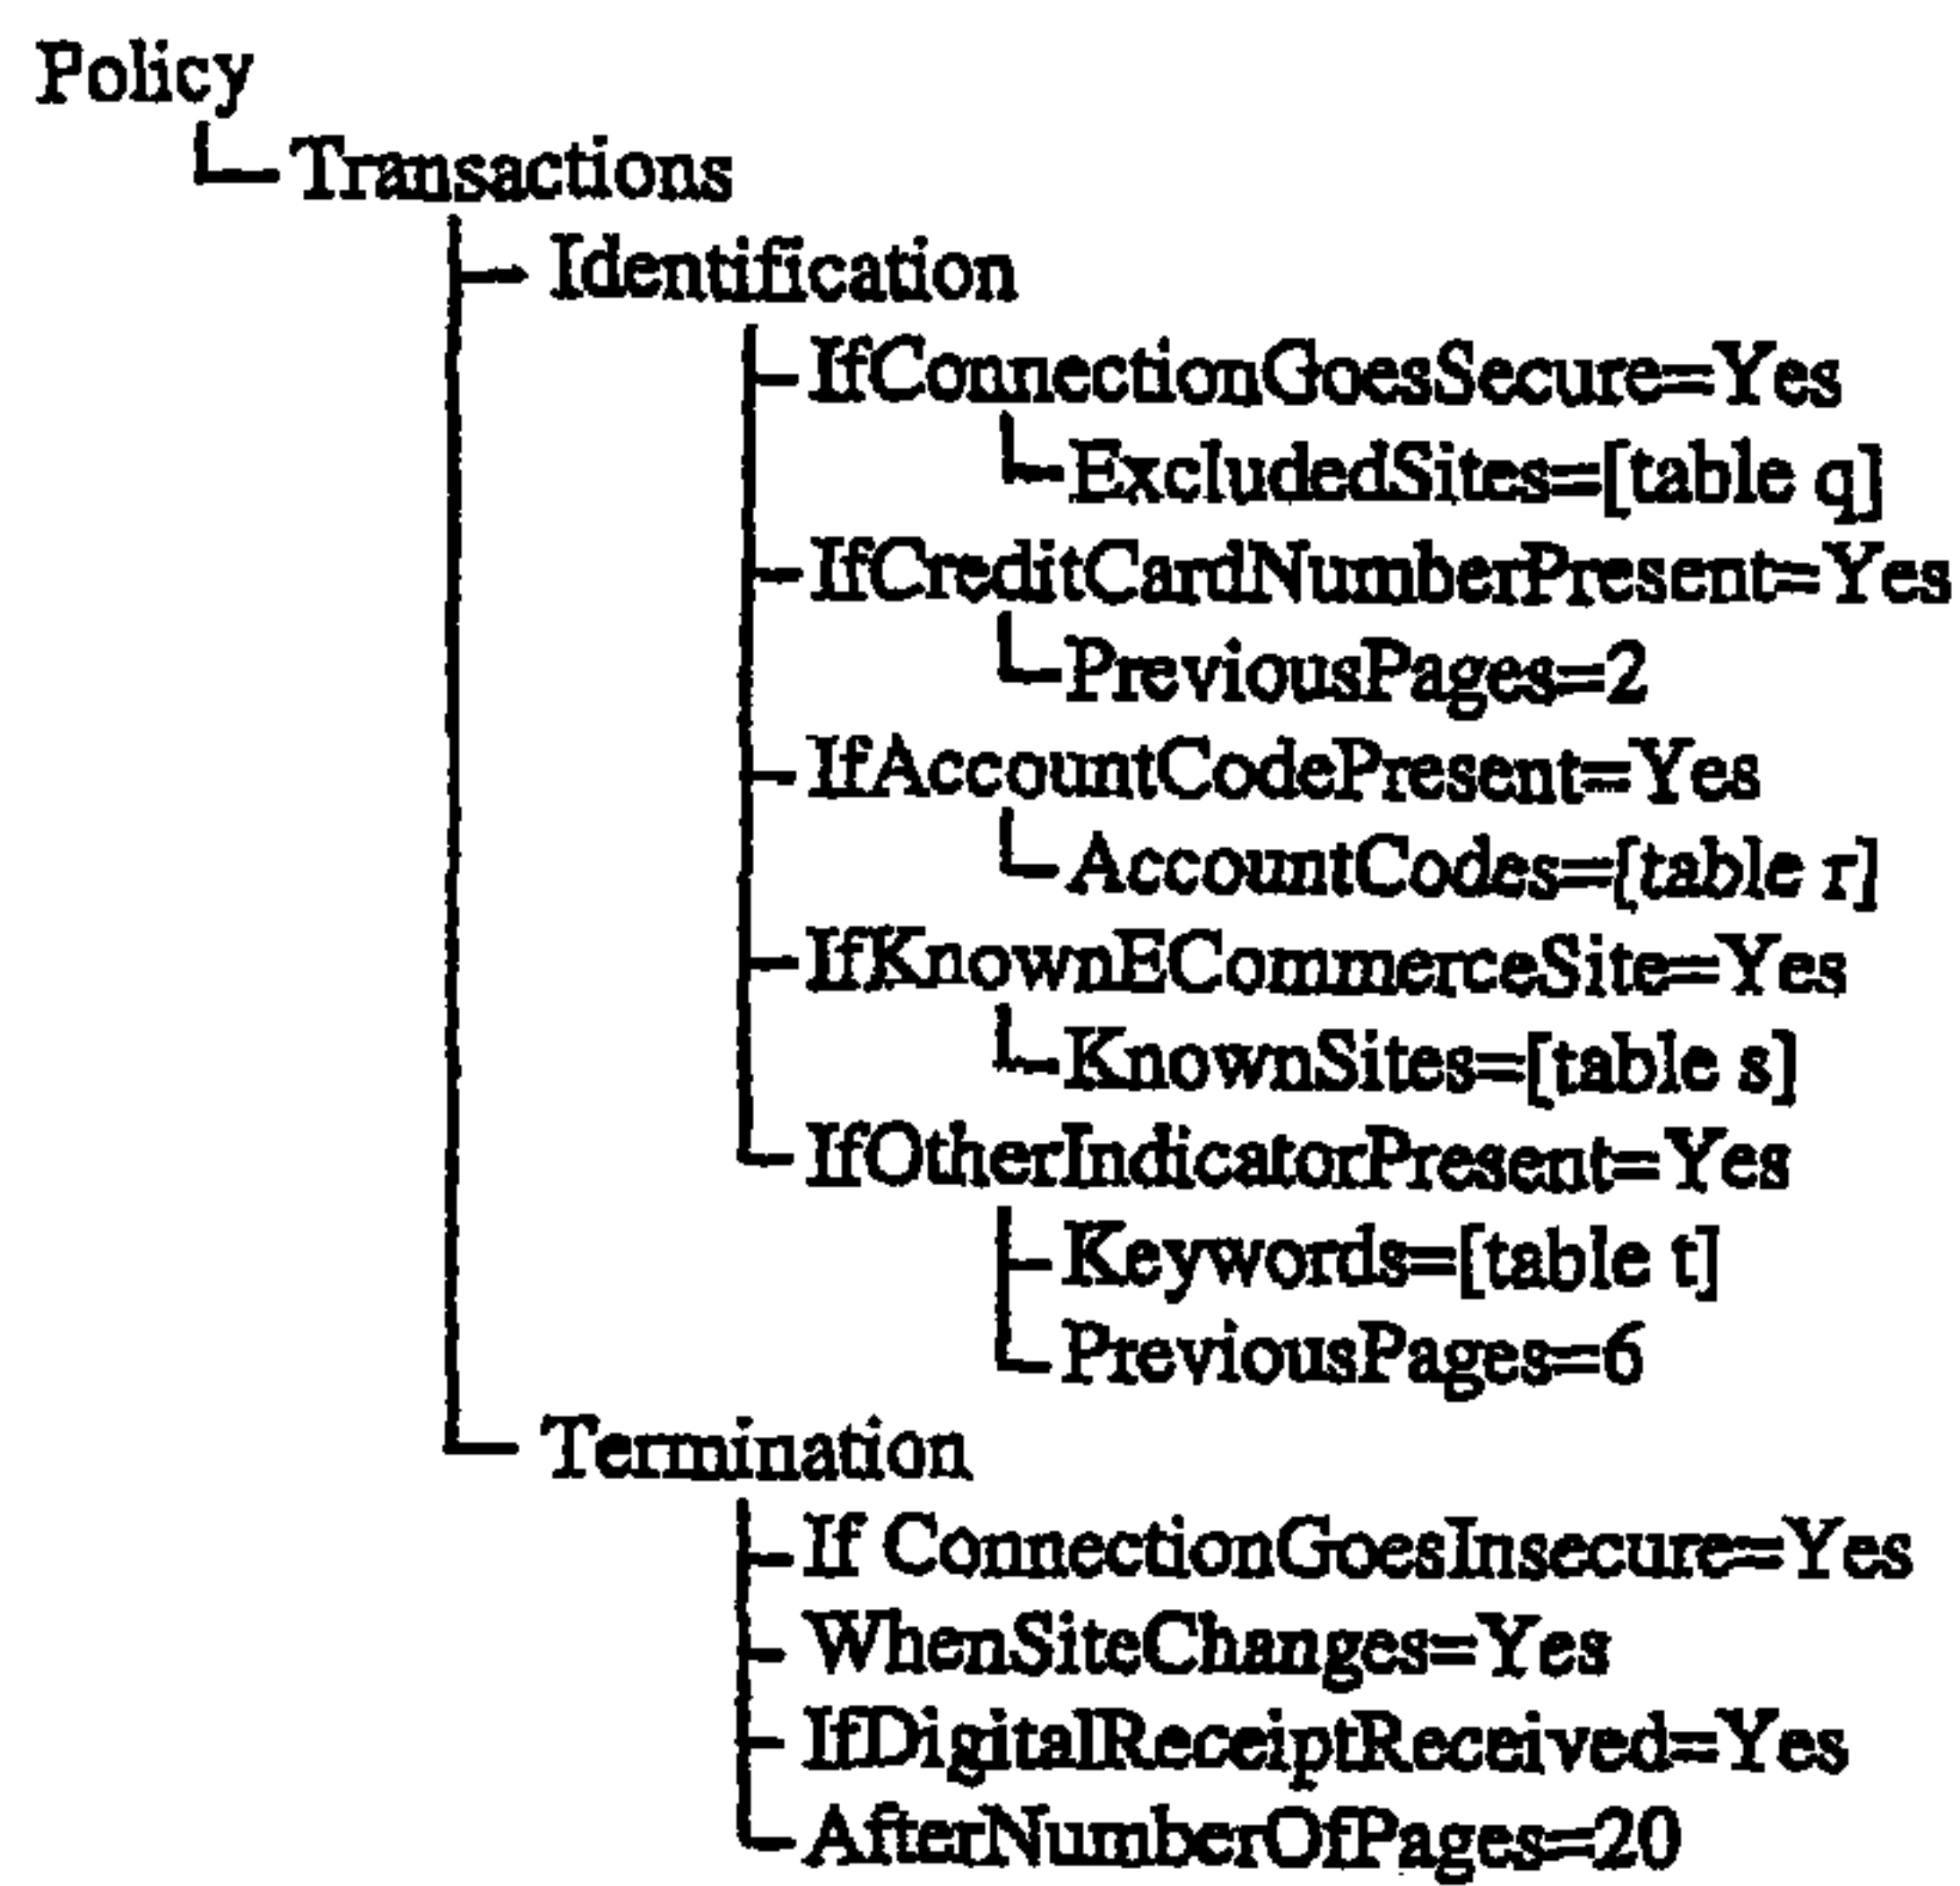 Policy
Transactions
Identification
IfConnectionGoesSecure=Yes
ExcludedSites=[table q]
IfCreditCardNumberPresent=Yes
PreviousPages=2
IfAccountCodePresent=Yes
AccountCodes=[table r]
IfKnownECommerceSite=Yes
KnownSites=[table s]
IfOtherIndicatorPresent=Yes
Keywords=[table t]
PreviousPages=6
Termination
If ConnectionGoesInsecure=Yes
WhenSiteChanges=Yes
IfDigitalReceiptReceived=Yes
AfterNumberOfPages=20